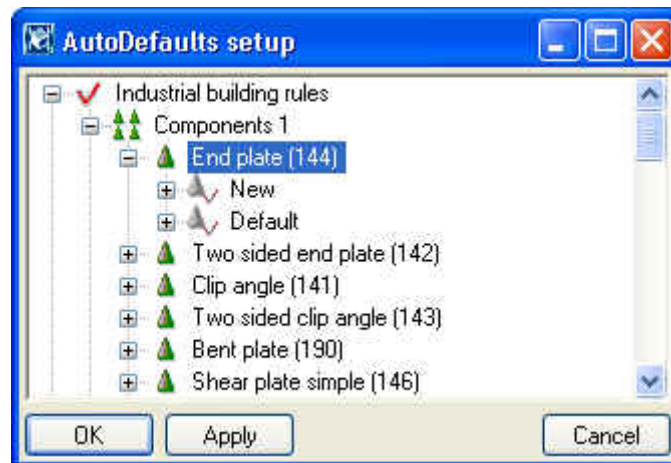 AutoDefaults setup
Industrial building rules
Components 1
End plate (144)
New
Default
Two sided end plate (142)
Clip angle (141)
Two sided clip angle (143)
Bent plate (190)
Shear plate simple (146)
OK Apply Cancel